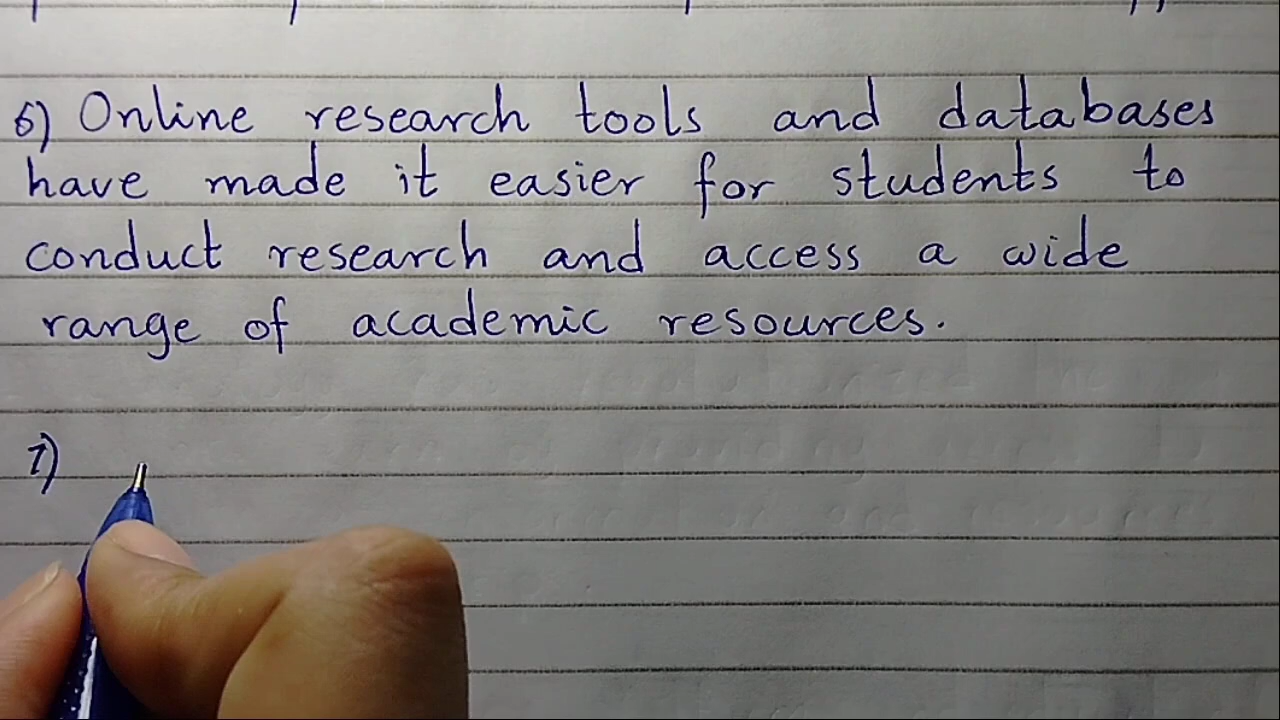 6) Online research tools and databases
have made it easier for students to
conduct research and access a wide
range of academic resources.
7)